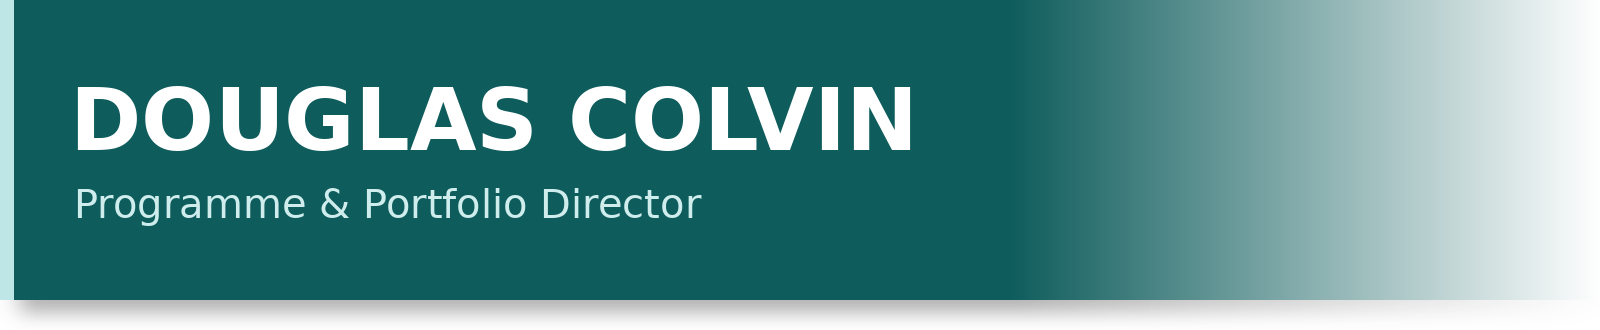 DOUGLAS COLVIN
Programme & Portfolio Director